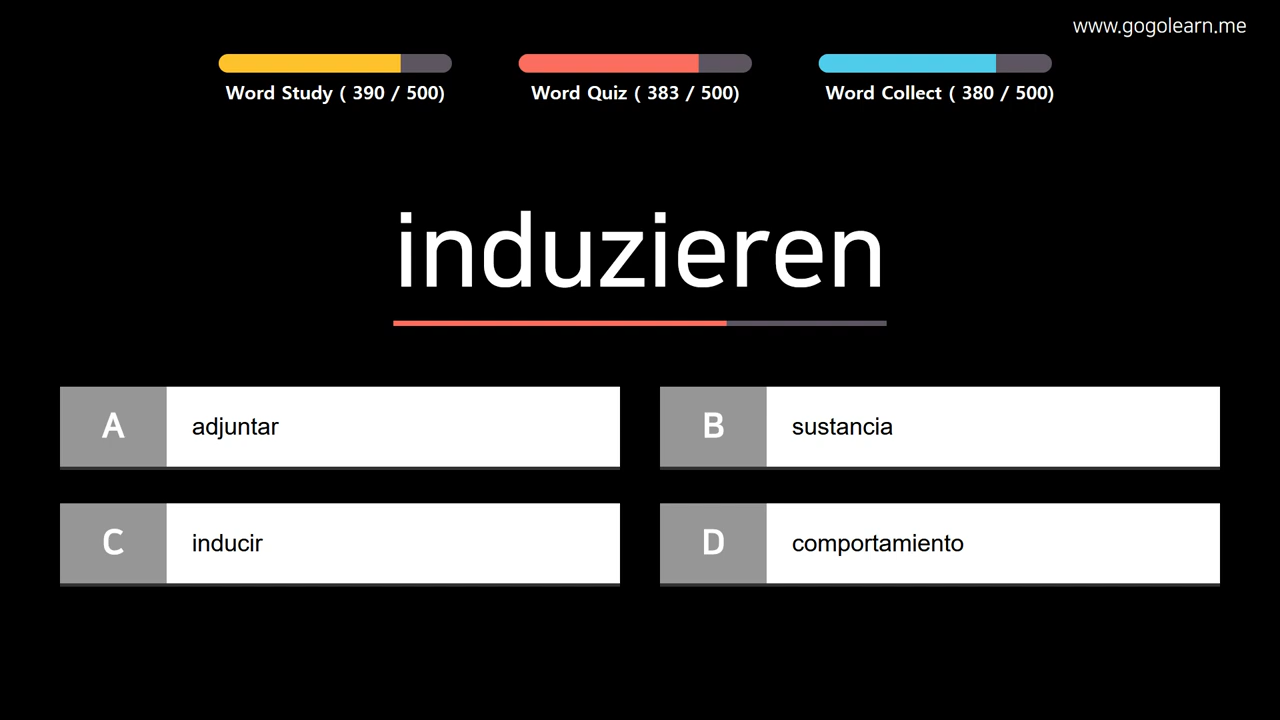 www.gogolearn.me
Word Study ( 390 / 500)
Word Quiz ( 383 / 500)
Word Collect ( 380 / 500)
induzieren
A adjuntar
B sustancia
C inducir
D comportamiento